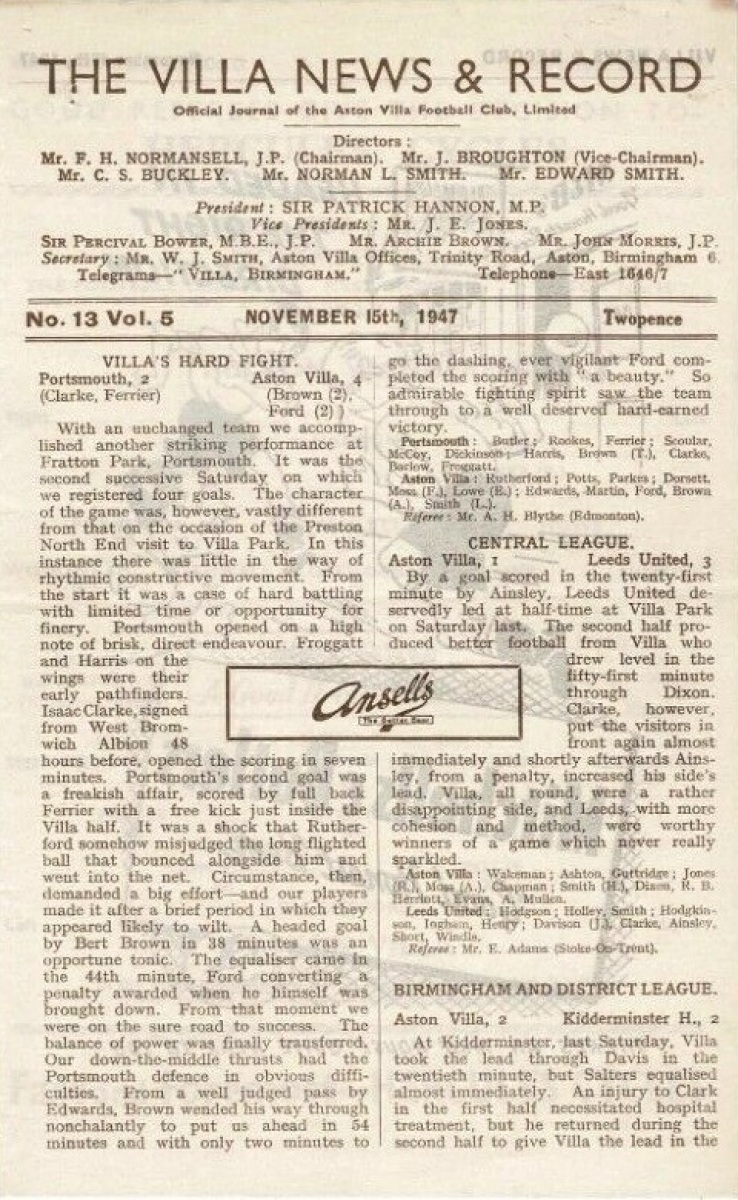 THE VILLA NEWS & RECORD
Official Journal of the Aston Villa Football Club, Limited
Directors :
Mr. F. H. NORMANSELL, J.P. (Chairman). Mr. J. BROUGHTON (Vice-Chairman).
Mr. C. S. BUCKLEY. Mr. NORMAN L. SMITH. Mr. EDWARD SMITH.
President : SIR PATRICK HANNON, M.P.
Vice Presidents : MR. J. E. JONES.
SIR PERCIVAL BOWER, M.B.E., J.P. MR. ARCHIE BROWN. MR. JOHN MORRIS, J.P.
Secretary : MR. W. J. SMITH, Aston Villa Offices, Trinity Road, Aston, Birmingham 6.
Telegrams—" VILLA, BIRMINGHAM." Telephone—East 1646/7
No. 13 Vol. 5 NOVEMBER 15th, 1947 Twopence
VILLA'S HARD FIGHT.
Portsmouth, 2 Aston Villa, 4
(Clarke, Ferrier) (Brown (2),
Ford (2) )
With an unchanged team we accomp-
lished another striking performance at
Fratton Park, Portsmouth. It was the
second successive Saturday on which
we registered four goals. The character
of the game was, however, vastly different
from that on the occasion of the Preston
North End visit to Villa Park. In this
instance there was little in the way of
rhythmic constructive movement. From
the start it was a case of hard battling
with limited time or opportunity for
finery. Portsmouth opened on a high
note of brisk, direct endeavour. Froggatt
and Harris on the
wings were their
early pathfinders.
Isaac Clarke, signed
from West Brom-
wich Albion 48
hours before, opened the scoring in seven
minutes. Portsmouth's second goal was
a freakish affair, scored by full back
Ferrier with a free kick just inside the
Villa half. It was a shock that Ruther-
ford somehow misjudged the long flighted
ball that bounced alongside him and
went into the net. Circumstance, then,
demanded a big effort—and our players
made it after a brief period in which they
appeared likely to wilt. A headed goal
by Bert Brown in 38 minutes was an
opportune tonic. The equaliser came in
the 44th minute, Ford converting a
penalty awarded when he himself was
brought down. From that moment we
were on the sure road to success. The
balance of power was finally transferred.
Our down-the-middle thrusts had the
Portsmouth defence in obvious diffi-
culties. From a well judged pass by
Edwards, Brown wended his way through
nonchalantly to put us ahead in 54
minutes and with only two minutes to
go the dashing, ever vigilant Ford com-
pleted the scoring with " a beauty." So
admirable fighting spirit saw the team
through to a well deserved hard-earned
victory.
Portsmouth : Butler ; Rookes, Ferrier ; Scoular,
McCoy, Dickinson ; Harris, Brown (T.), Clarke,
Barlow, Froggatt.
Aston Villa : Rutherford ; Potts, Parkes ; Dorsett,
Moss (F.), Lowe (E.) ; Edwards, Martin, Ford, Brown
(A.), Smith (L.).
Referee : Mr. A. H. Blythe (Edmonton).
CENTRAL LEAGUE.
Aston Villa, 1 Leeds United, 3
By a goal scored in the twenty-first
minute by Ainsley, Leeds United de-
servedly led at half-time at Villa Park
on Saturday last. The second half pro-
duced better football from Villa who
drew level in the
fifty-first minute
through Dixon.
Clarke, however,
put the visitors in
front again almost
Ansells
The Better Beer
immediately and shortly afterwards Ains-
ley, from a penalty, increased his side's
lead. Villa, all round, were a rather
disappointing side, and Leeds, with more
cohesion and method, were worthy
winners of a game which never really
sparkled.
Aston Villa : Wakeman ; Ashton, Guttridge ; Jones
(R.), Moss (A.), Chapman ; Smith (H.), Dixon, R. B.
Herriott, Evans, A. Mullen.
Leeds United : Hodgson ; Holley, Smith ; Hodgkin-
son, Ingham, Henry ; Davison (J.), Clarke, Ainsley,
Short, Windle.
Referee : Mr. E. Adams (Stoke-On-Trent).
BIRMINGHAM AND DISTRICT LEAGUE.
Aston Villa, 2 Kidderminster H., 2
At Kidderminster, last Saturday, Villa
took the lead through Davis in the
twentieth minute, but Salters equalised
almost immediately. An injury to Clark
in the first half necessitated hospital
treatment, but he returned during the
second half to give Villa the lead in the